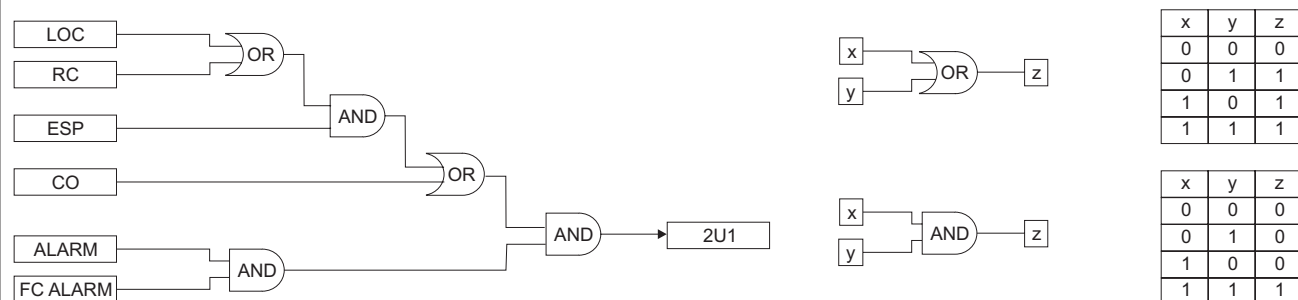 LOC
RC
OR
ESP
AND
CO
OR
AND
2U1
ALARM
FC ALARM
AND
x
y
OR
z
x
y
AND
z
x y z
0 0 0
0 1 1
1 0 1
1 1 1
x y z
0 0 0
0 1 0
1 0 0
1 1 1